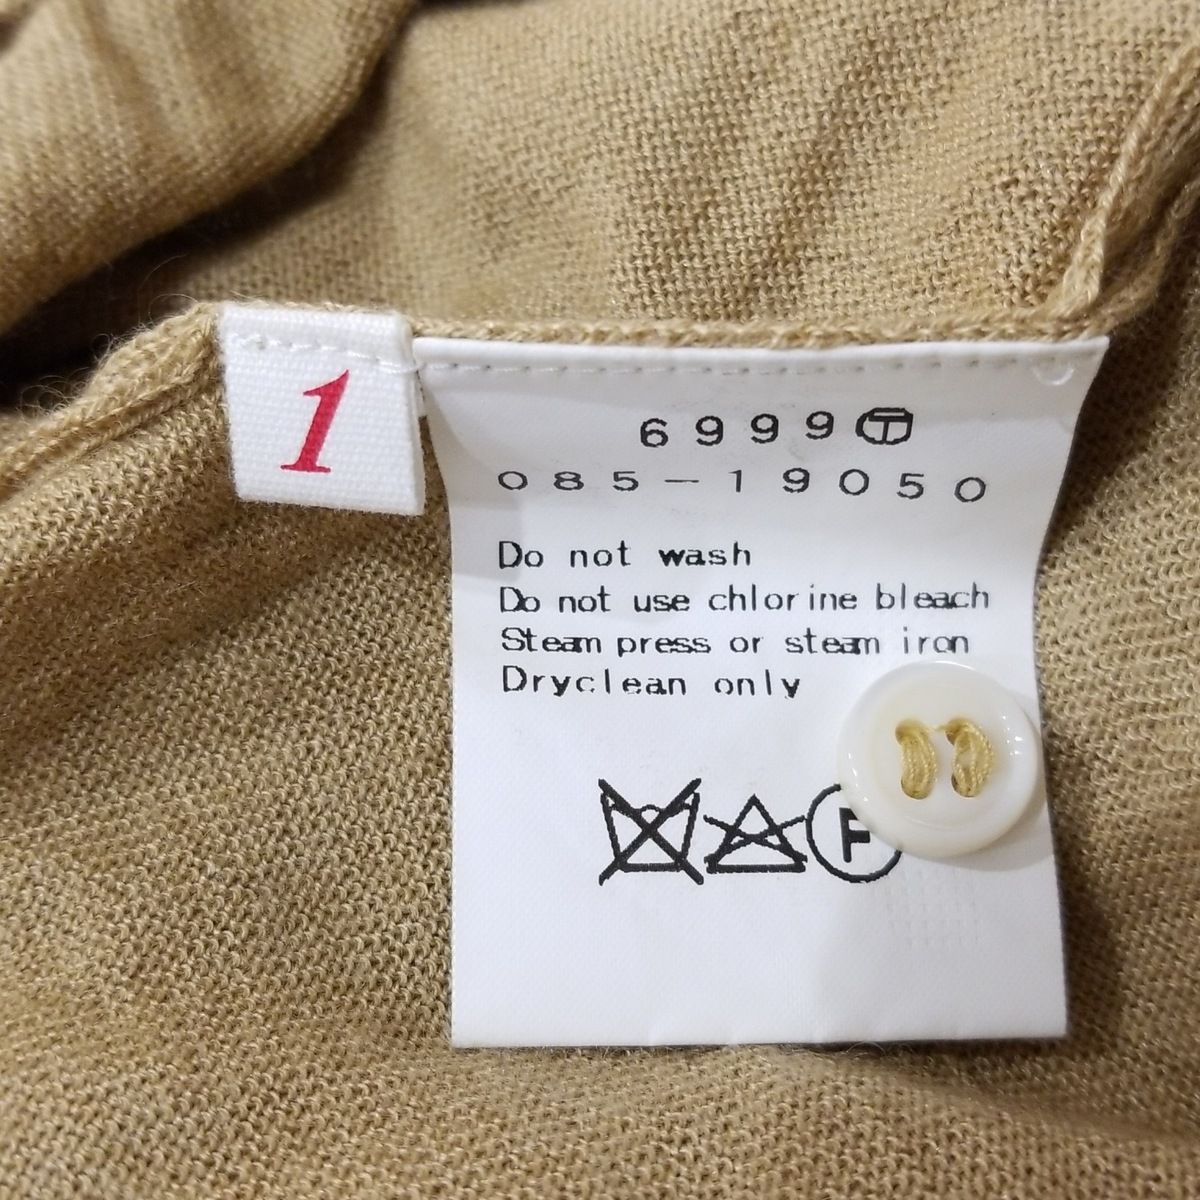 1
6999Ⓣ
085-19050
Do not wash
Do not use chlorine bleach
Steam press or steam iron
Dryclean only
F